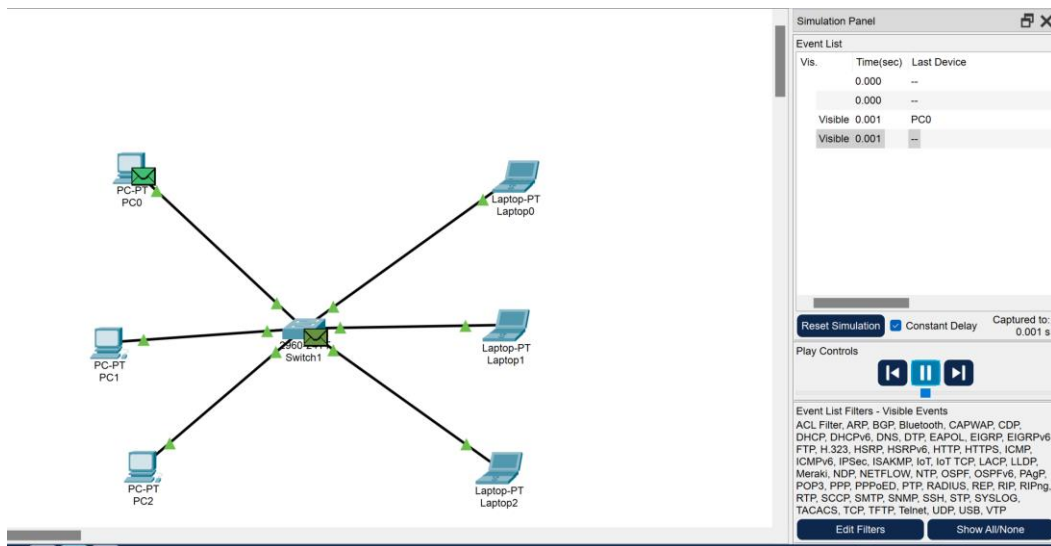 Simulation Panel
Event List
Vis. Time(sec) Last Device
0.000 --
0.000 --
Visible 0.001 PC0
Visible 0.001 --
Reset Simulation Constant Delay Captured to:
0.001 s
Play Controls
Event List Filters - Visible Events
ACL Filter, ARP, BGP, Bluetooth, CAPWAP, CDP,
DHCP, DHCPv6, DNS, DTP, EAPOL, EIGRP, EIGRPv6
FTP, H.323, HSRP, HSRPv6, HTTP, HTTPS, ICMP,
ICMPv6, IPSec, ISAKMP, IoT, IoT TCP, LACP, LLDP,
Meraki, NDP, NETFLOW, NTP, OSPF, OSPFv6, PAgP,
POP3, PPP, PPPoED, PTP, RADIUS, REP, RIP, RIPng,
RTP, SCCP, SMTP, SNMP, SSH, STP, SYSLOG,
TACACS, TCP, TFTP, Telnet, UDP, USB, VTP
Edit Filters Show All/None
PC-PT
PC0
Laptop-PT
Laptop0
PC-PT
PC1
Switch1
Laptop-PT
Laptop1
PC-PT
PC2
Laptop-PT
Laptop2